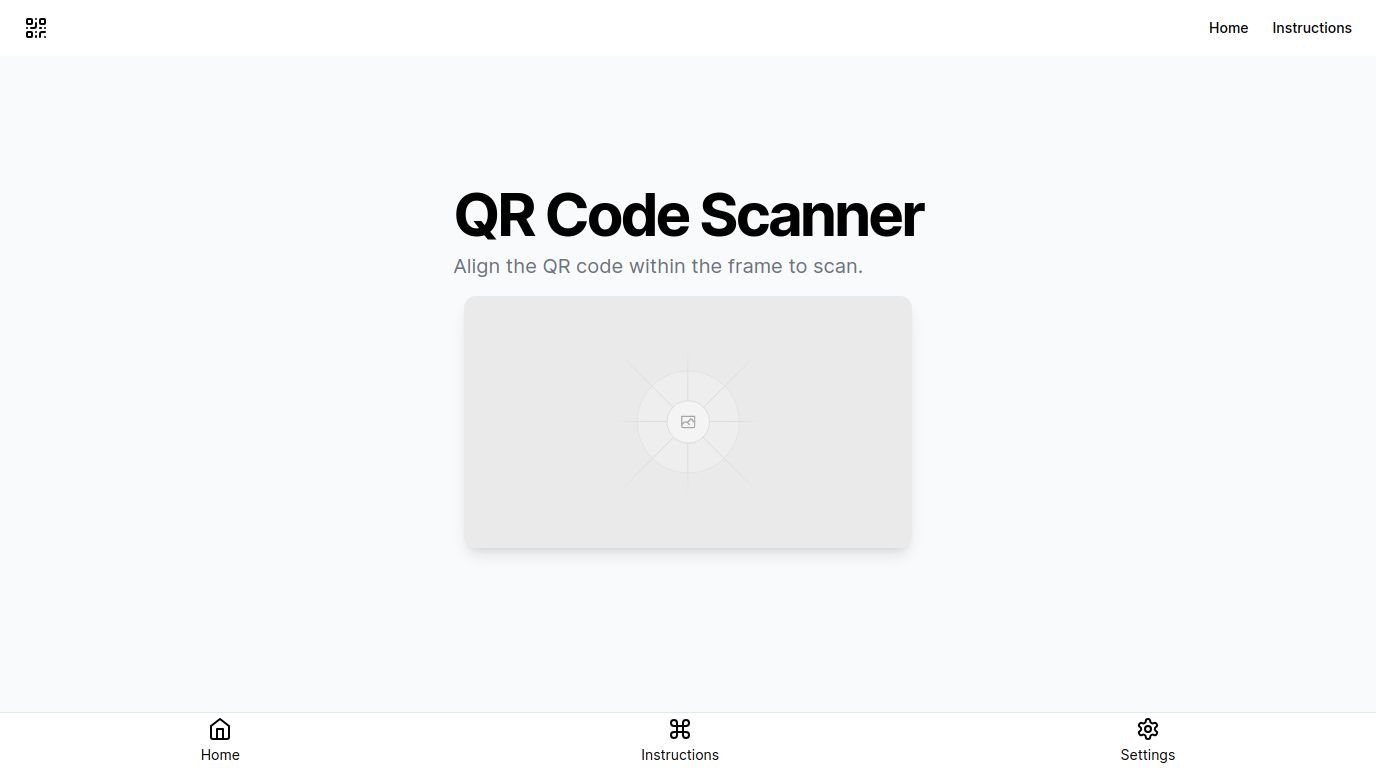 Home Instructions
QR Code Scanner
Align the QR code within the frame to scan.
Home Instructions Settings